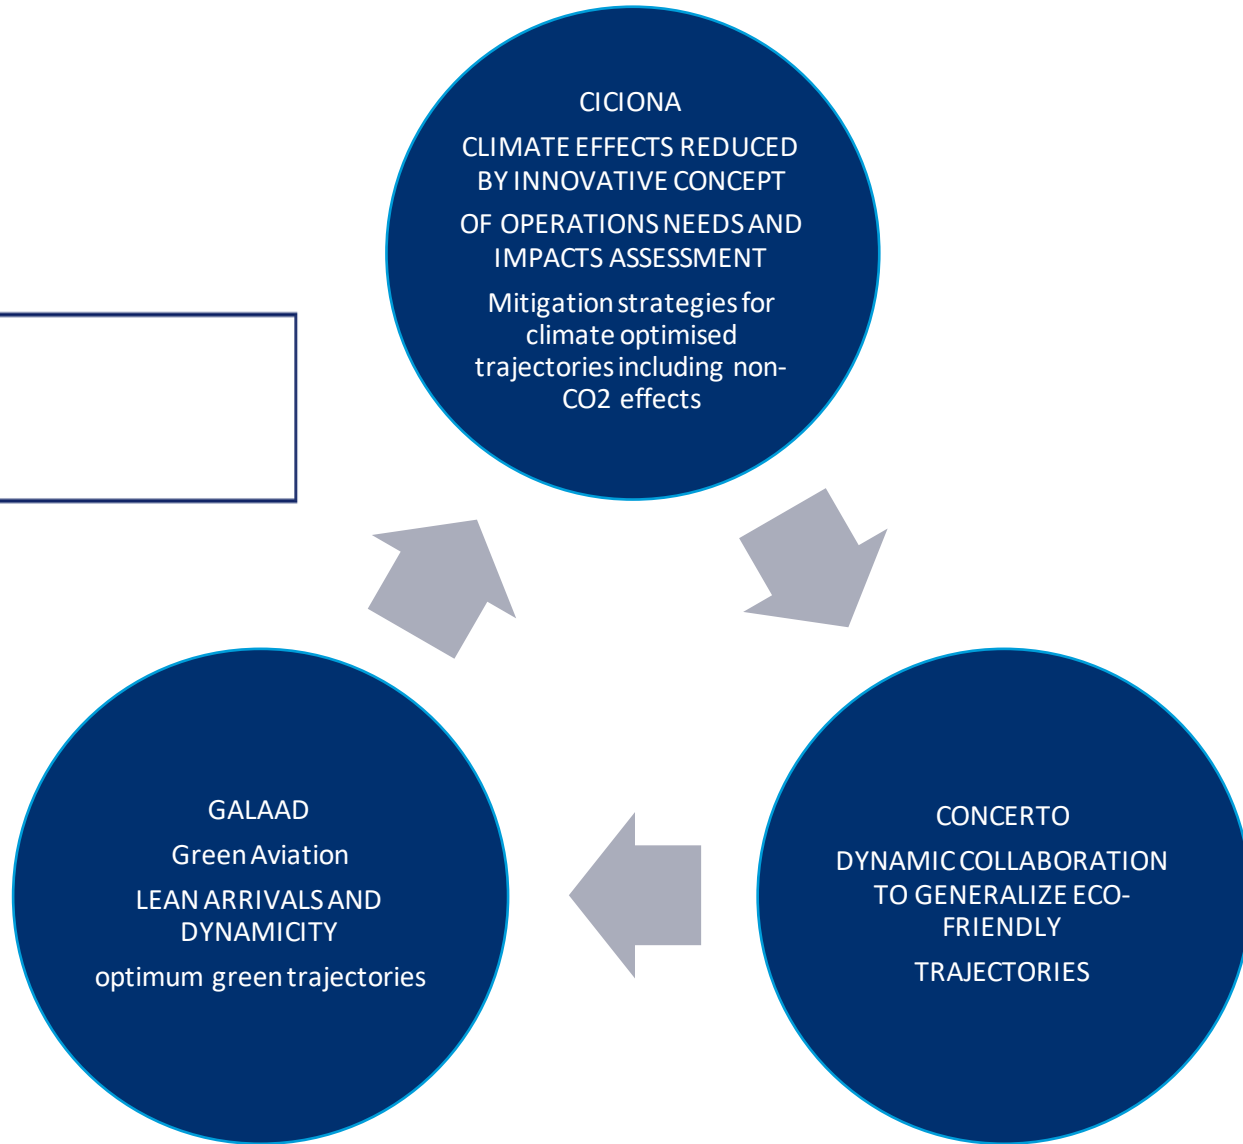 CICIONA
CLIMATE EFFECTS REDUCED
BY INNOVATIVE CONCEPT
OF OPERATIONS NEEDS AND
IMPACTS ASSESSMENT
Mitigation strategies for
climate optimised
trajectories including non-
CO2 effects
GALAAD
Green Aviation
LEAN ARRIVALS AND
DYNAMICITY
optimum green trajectories
CONCERTO
DYNAMIC COLLABORATION
TO GENERALIZE ECO-
FRIENDLY
TRAJECTORIES